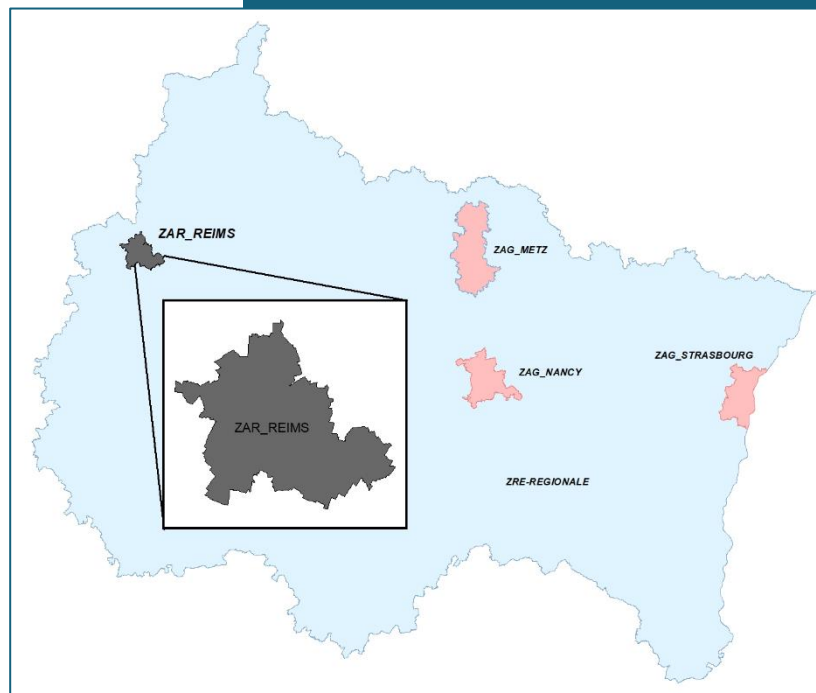 ZAR_REIMS
ZAG_METZ
ZAG_STRASBOURG
ZAG_NANCY
ZAR_REIMS
ZRE-REGIONALE